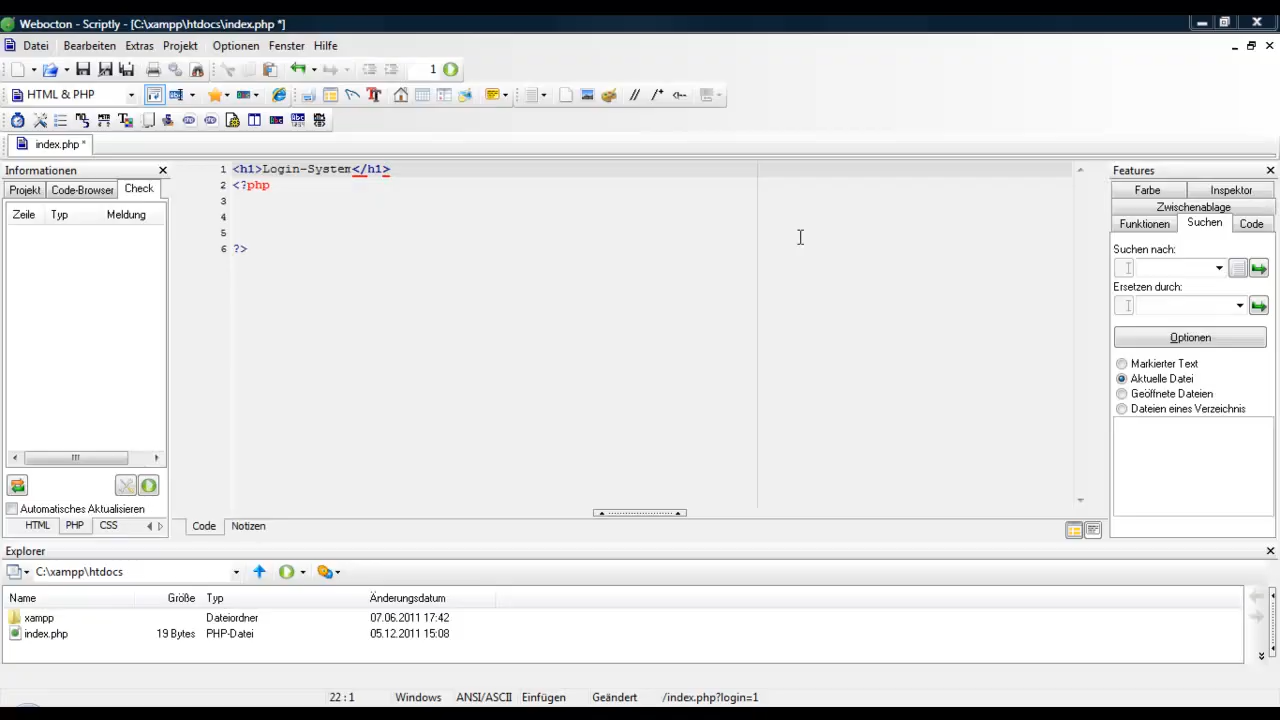 Webocton - Scriptly - [C:\xampp\htdocs\index.php *]
Datei Bearbeiten Extras Projekt Optionen Fenster Hilfe
1
HTML & PHP
index.php *
Informationen
Projekt Code-Browser Check
Zeile Typ Meldung
Automatisches Aktualisieren
HTML PHP CSS
1 <h1>Login-System</h1>
2 <?php
3
4
5
6 ?>
Code Notizen
Features
Farbe Inspektor
Zwischenablage
Funktionen Suchen Code
Suchen nach:
Ersetzen durch:
Optionen
Markierter Text
Aktuelle Datei
Geöffnete Dateien
Dateien eines Verzeichnis
Explorer
C:\xampp\htdocs
Name Größe Typ Änderungsdatum
xampp Dateiordner 07.06.2011 17:42
index.php 19 Bytes PHP-Datei 05.12.2011 15:08
22 : 1 Windows ANSI/ASCII Einfügen Geändert /index.php?login=1